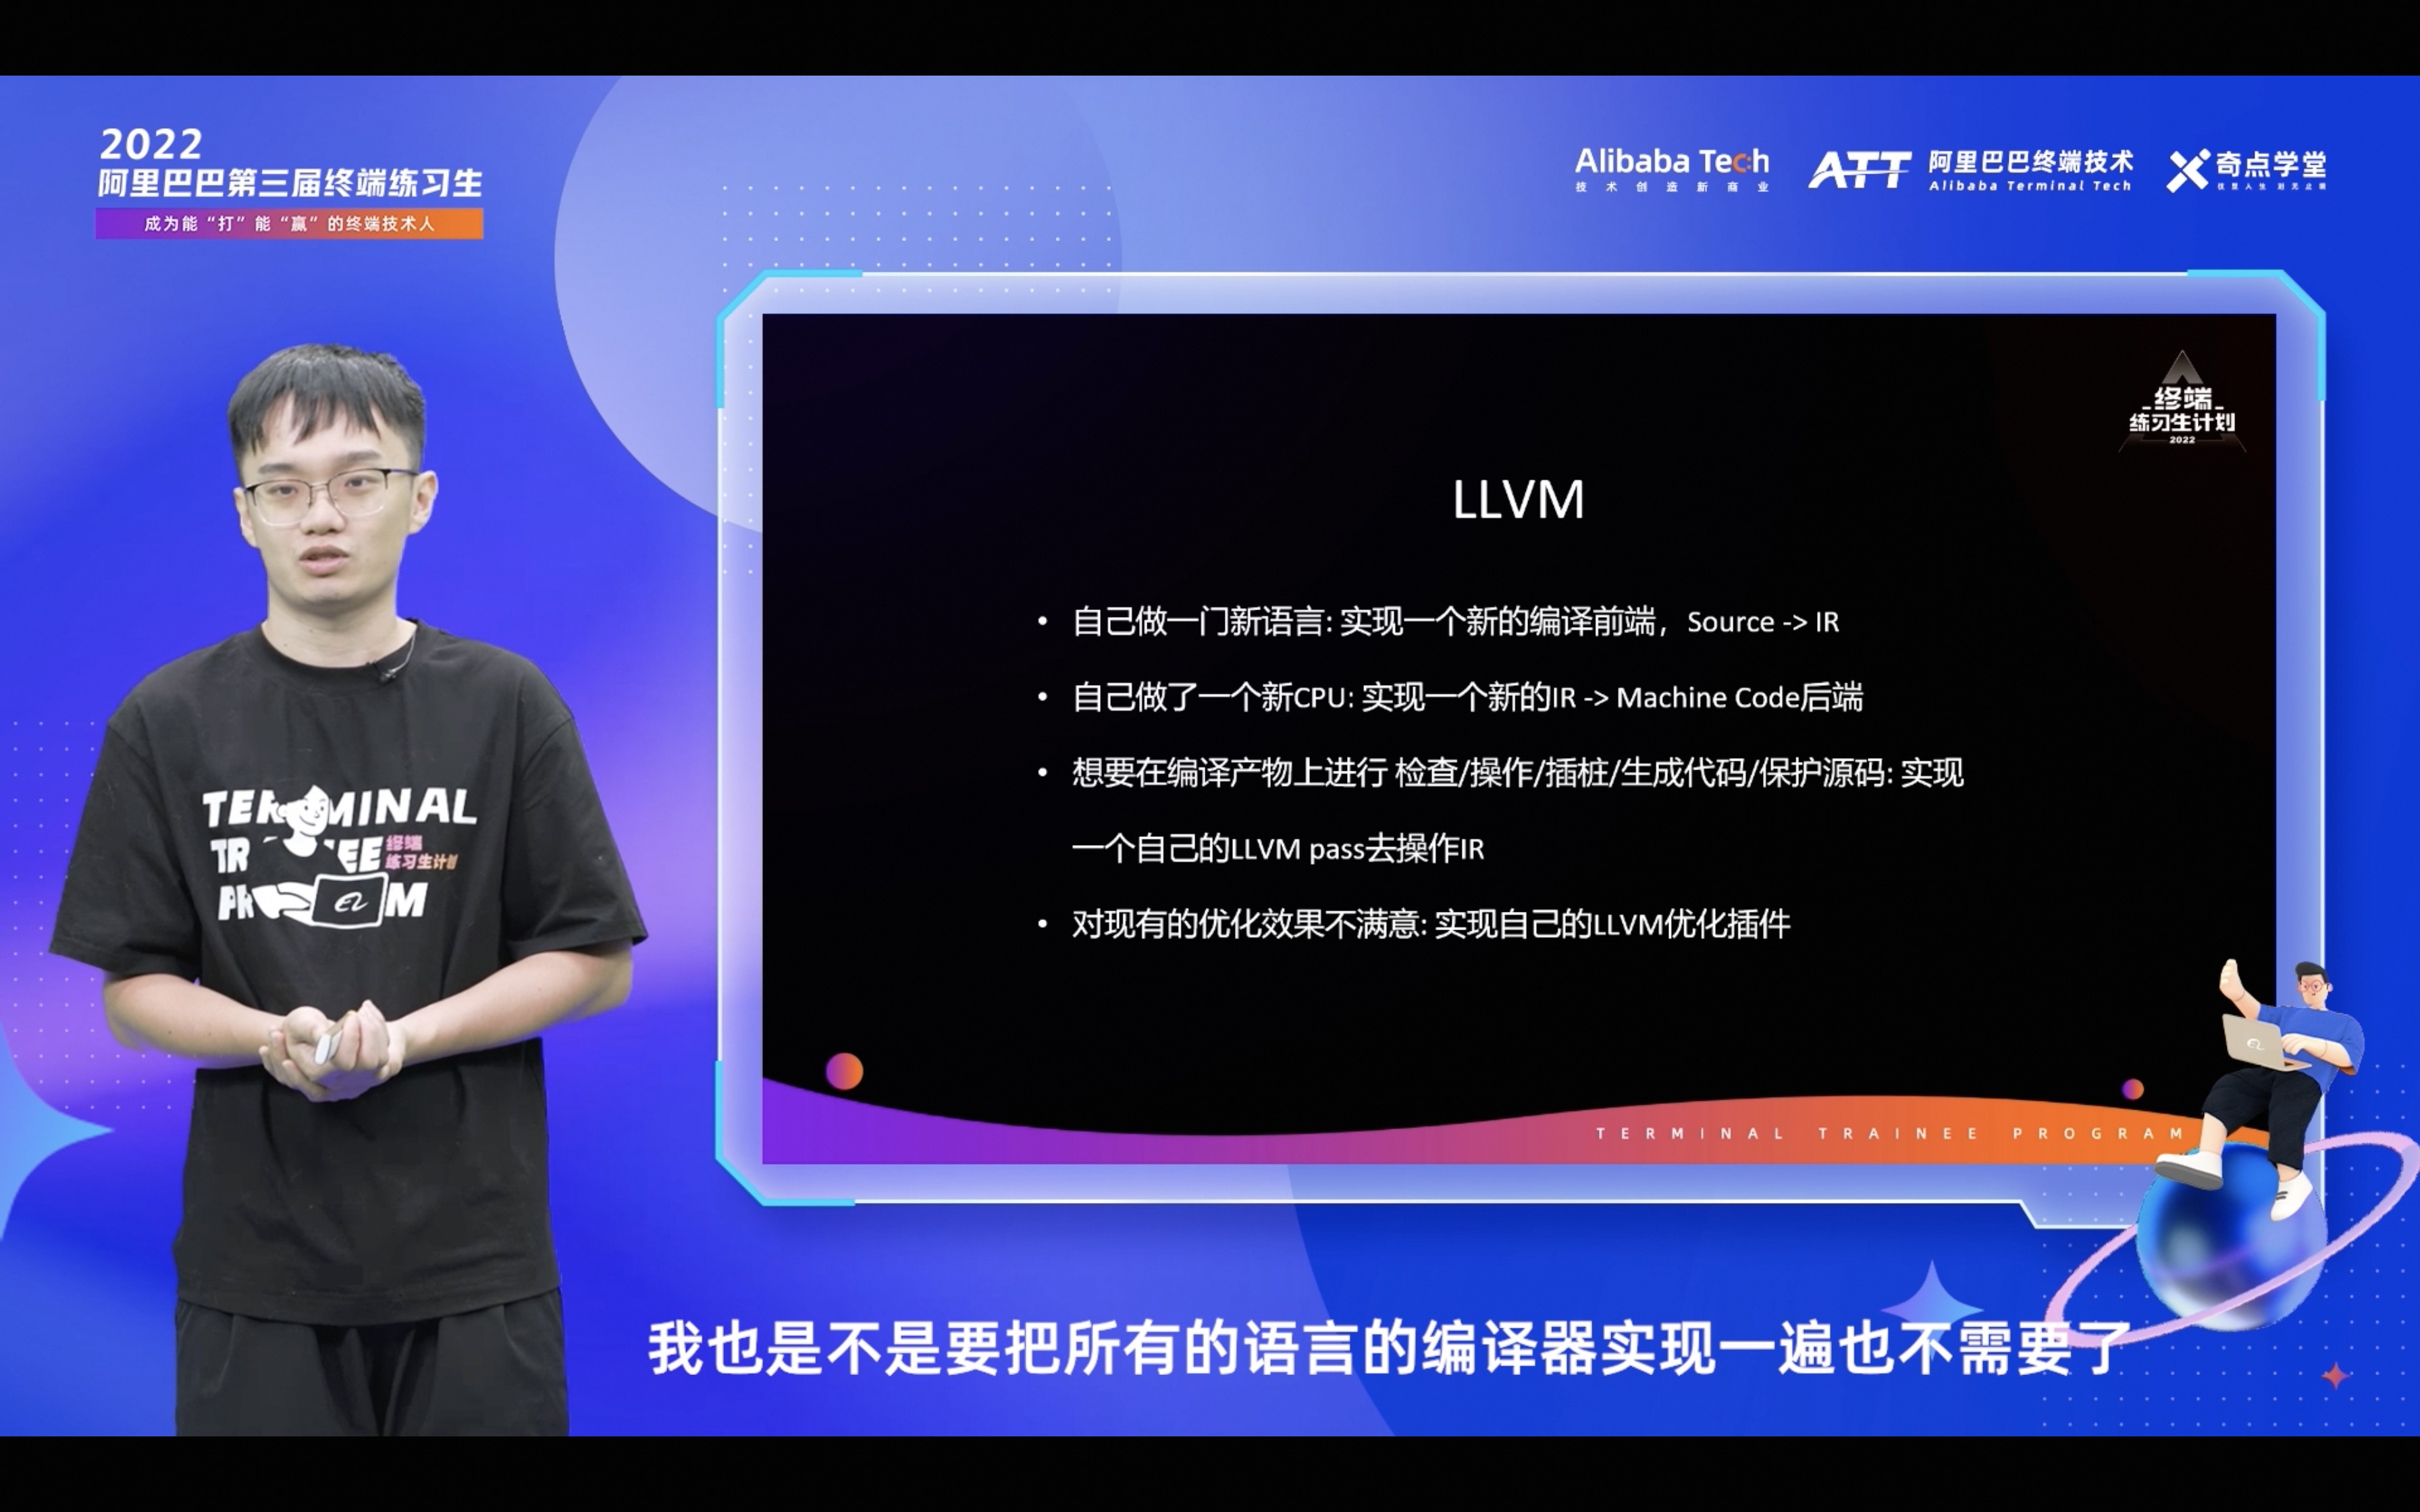 2022
阿里巴巴第三届终端练习生
成为能“打”能“赢”的终端技术人
Alibaba Tech
技术创造新商业
ATT
阿里巴巴终端技术
Alibaba Terminal Tech
奇点学堂
终端
练习生计划
2022
LLVM
• 自己做一门新语言: 实现一个新的编译前端，Source -> IR
• 自己做了一个新CPU: 实现一个新的IR -> Machine Code后端
• 想要在编译产物上进行 检查/操作/插桩/生成代码/保护源码: 实现
一个自己的LLVM pass去操作IR
• 对现有的优化效果不满意: 实现自己的LLVM优化插件
TERMINAL TRAINEE PROGRAM
TERMINAL
终端
练习生计划
我也是不是要把所有的语言的编译器实现一遍也不需要了